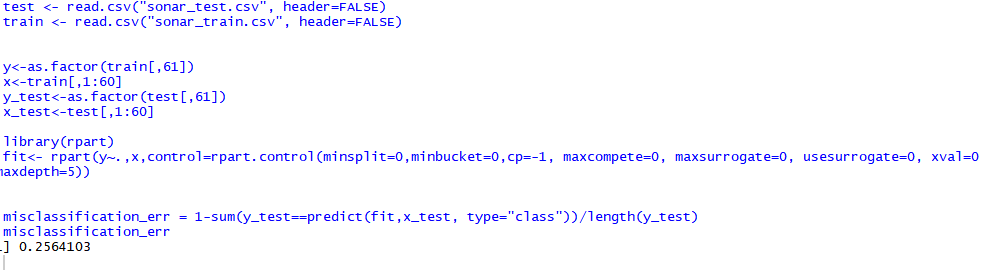 test <- read.csv("sonar_test.csv", header=FALSE)
train <- read.csv("sonar_train.csv", header=FALSE)
y<-as.factor(train[,61])
x<-train[,1:60]
y_test<-as.factor(test[,61])
x_test<-test[,1:60]
library(rpart)
fit<- rpart(y~.,x,control=rpart.control(minsplit=0,minbucket=0,cp=-1, maxcompete=0, maxsurrogate=0, usesurrogate=0, xval=0
maxdepth=5))
misclassification_err = 1-sum(y_test==predict(fit,x_test, type="class"))/length(y_test)
misclassification_err
] 0.2564103